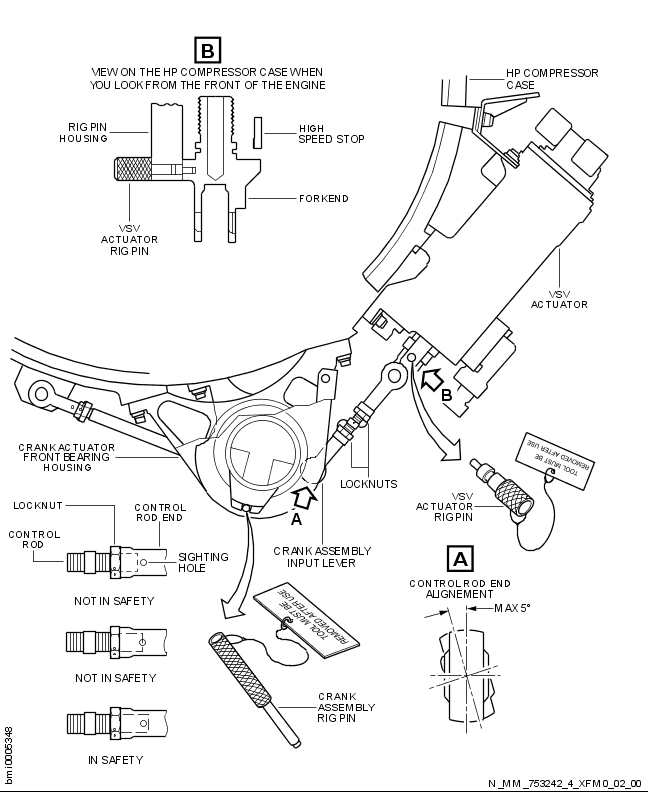 B
VIEW ON THE HP COMPRESSOR CASE WHEN
YOU LOOK FROM THE FRONT OF THE ENGINE
HP COMPRESSOR
CASE
RIG PIN
HOUSING
HIGH
SPEED STOP
FORKEND
VSV
ACTUATOR
RIG PIN
VSV
ACTUATOR
B
CRANK ACTUATOR
FRONT BEARING
HOUSING
LOCKNUTS
A
TOOL MUST BE
REMOVED AFTER USE
VSV
ACTUATOR
RIG PIN
LOCKNUT
CONTROL
ROD END
CONTROL
ROD
SIGHTING
HOLE
CRANK ASSEMBLY
INPUT LEVER
NOT IN SAFETY
A
CONTROL ROD END
ALIGNEMENT
MAX 5°
TOOL MUST BE
REMOVED AFTER USE
NOT IN SAFETY
CRANK
ASSEMBLY
RIG PIN
IN SAFETY
bmi0005348
N_MM_753242_4_XFM0_02_00